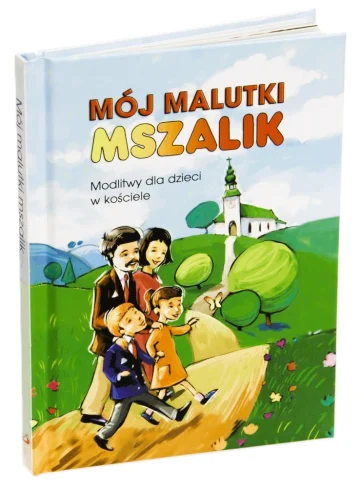 MÓJ MALUTKI
MSZALIK
Modlitwy dla dzieci
w kościele
Mój malutki mszalik